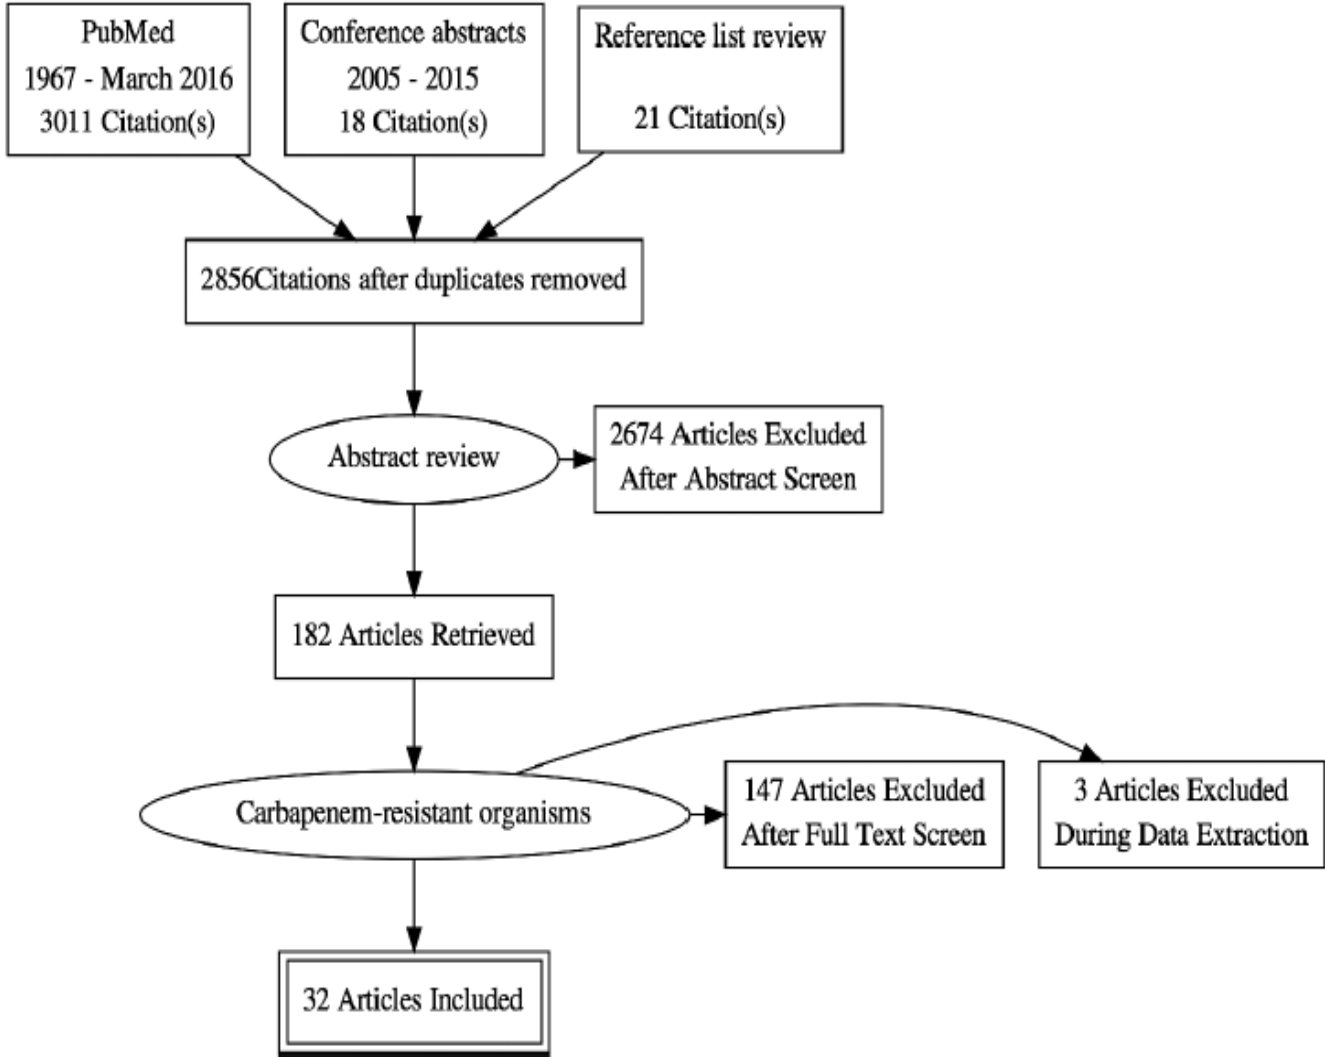 PubMed
1967 - March 2016
3011 Citation(s)
Conference abstracts
2005 - 2015
18 Citation(s)
Reference list review
21 Citation(s)
2856Citations after duplicates removed
Abstract review
2674 Articles Excluded
After Abstract Screen
182 Articles Retrieved
Carbapenem-resistant organisms
147 Articles Excluded
After Full Text Screen
3 Articles Excluded
During Data Extraction
32 Articles Included